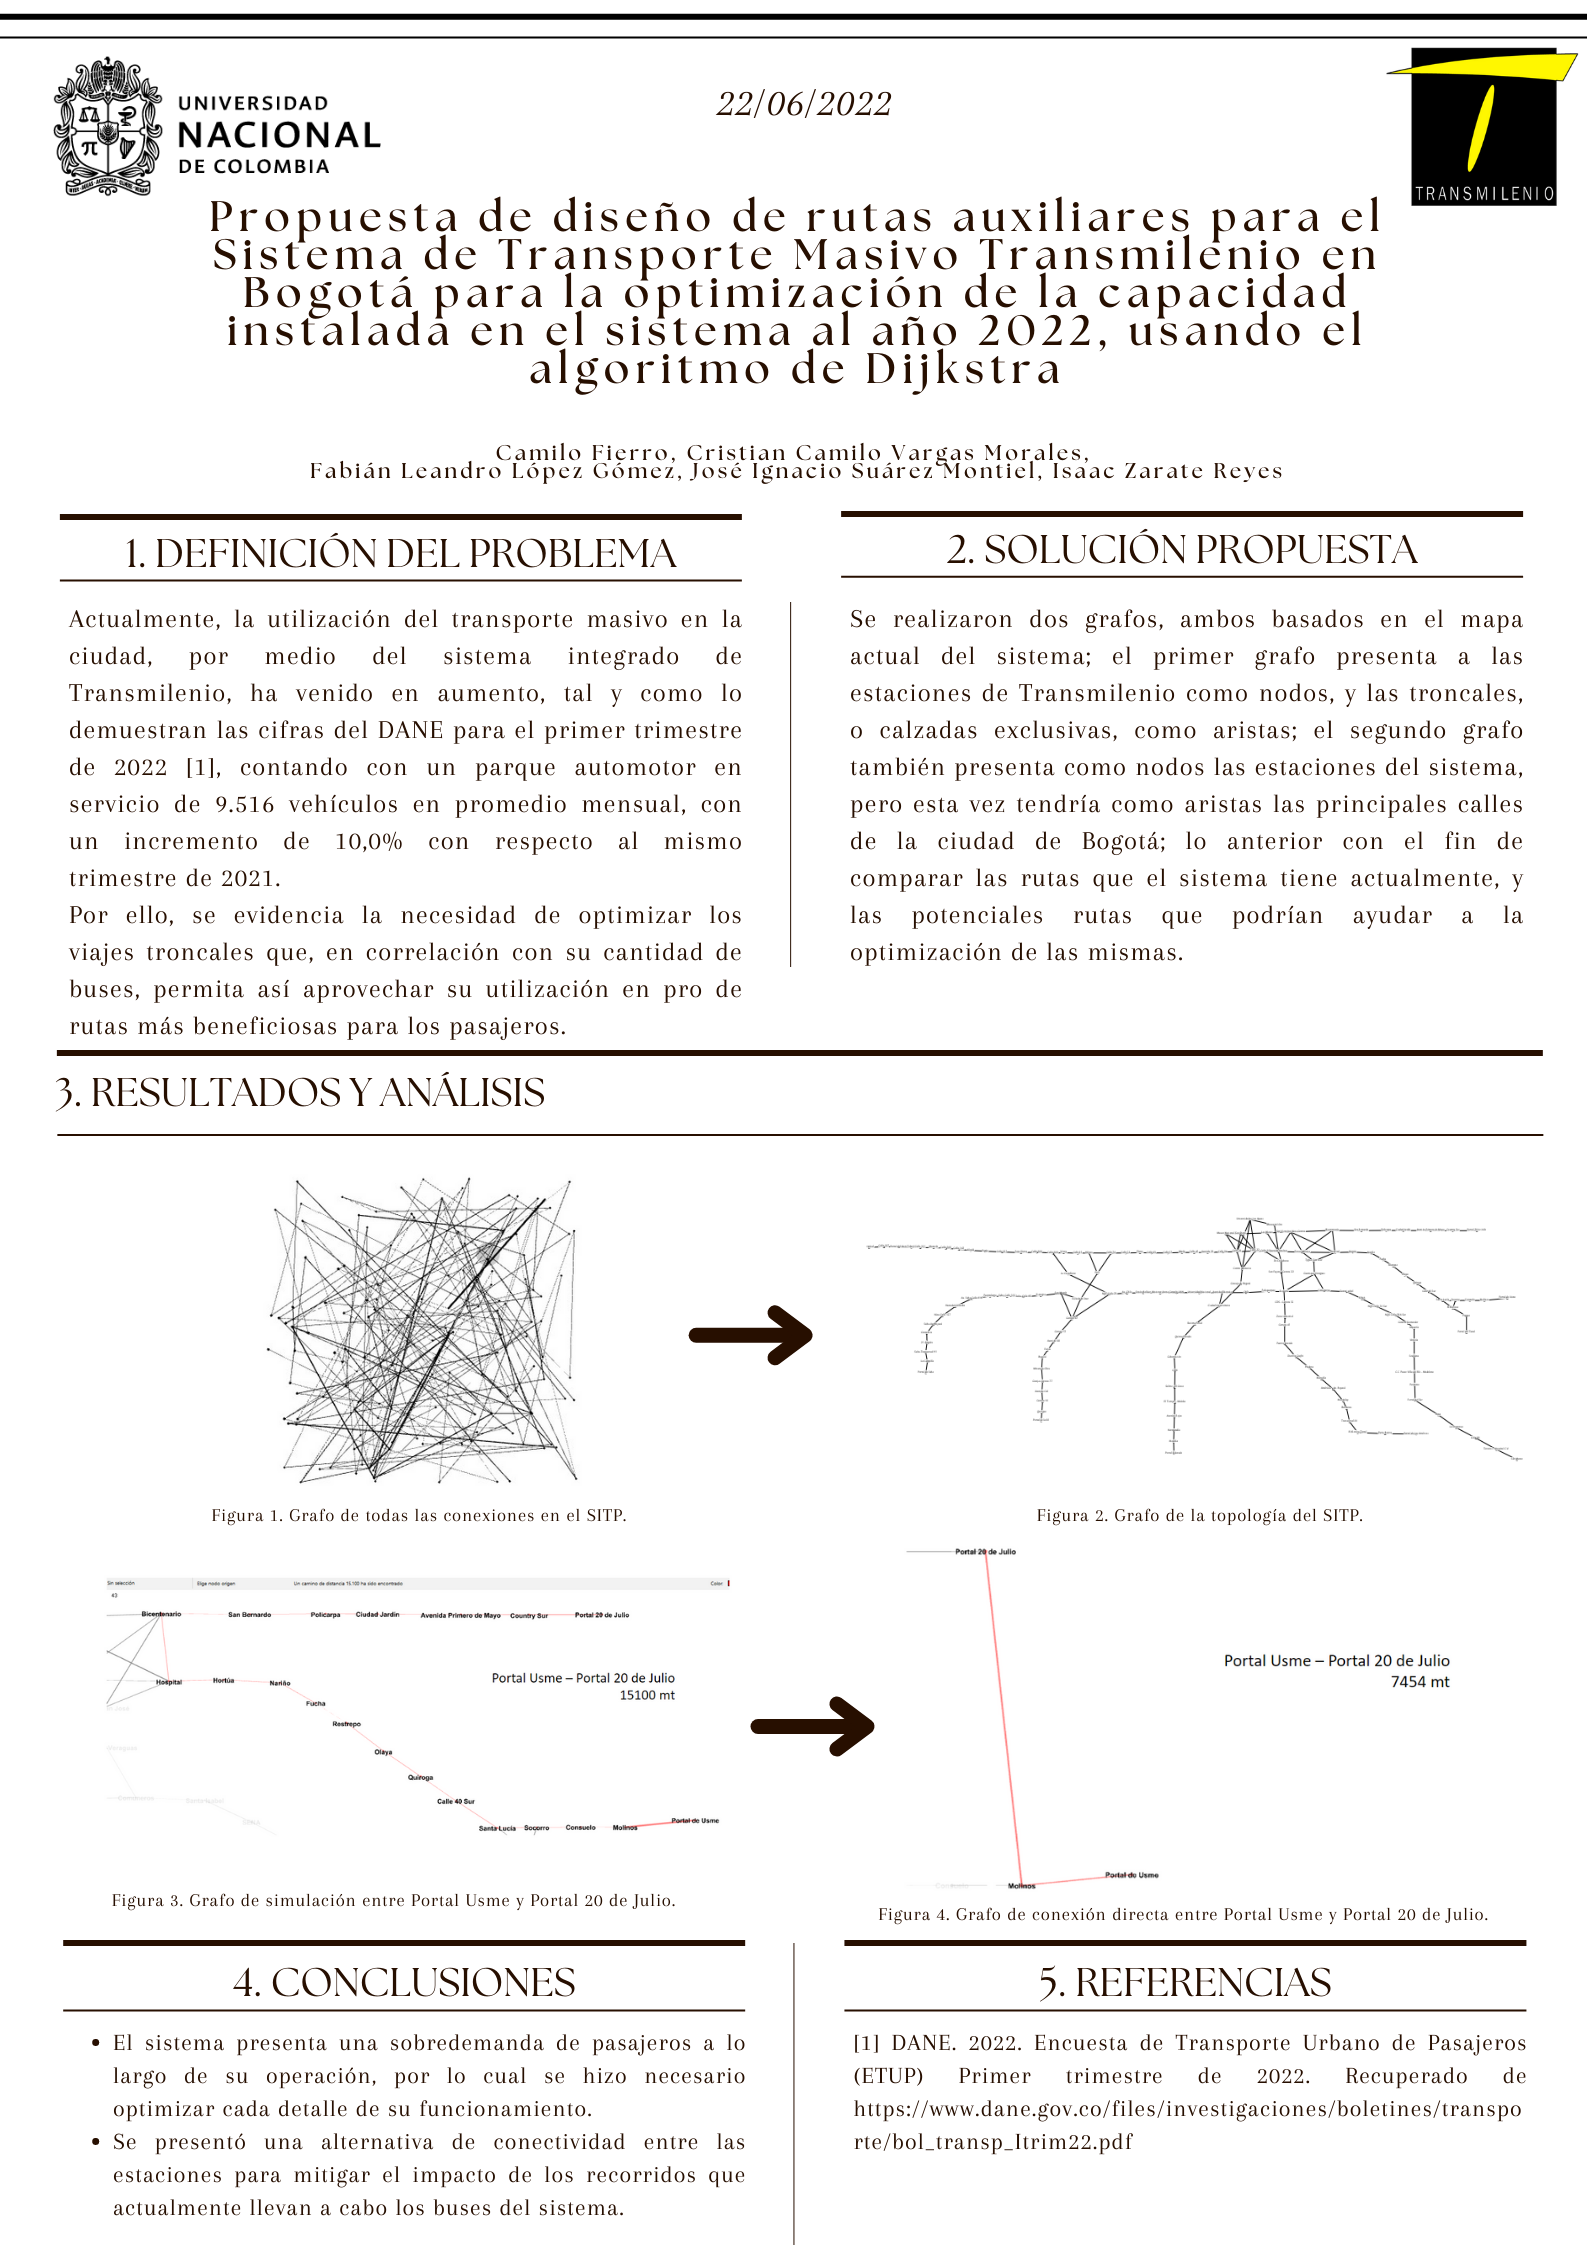 UNIVERSIDAD
NACIONAL
DE COLOMBIA
22/06/2022
TRANSMILENIO
Propuesta de diseño de rutas auxiliares para el
Sistema de Transporte Masivo Transmilenio en
Bogotá para la optimización de la capacidad
instalada en el sistema al año 2022, usando el
algoritmo de Dijkstra
Camilo Fierro, Cristian Camilo Vargas Morales,
Fabián Leandro López Gómez, José Ignacio Suárez Montiel, Isaac Zarate Reyes
1. DEFINICIÓN DEL PROBLEMA
Actualmente, la utilización del transporte masivo en la
ciudad, por medio del sistema integrado de
Transmilenio, ha venido en aumento, tal y como lo
demuestran las cifras del DANE para el primer trimestre
de 2022 [1], contando con un parque automotor en
servicio de 9.516 vehículos en promedio mensual, con
un incremento de 10,0% con respecto al mismo
trimestre de 2021.
Por ello, se evidencia la necesidad de optimizar los
viajes troncales que, en correlación con su cantidad de
buses, permita así aprovechar su utilización en pro de
rutas más beneficiosas para los pasajeros.
2. SOLUCIÓN PROPUESTA
Se realizaron dos grafos, ambos basados en el mapa
actual del sistema; el primer grafo presenta a las
estaciones de Transmilenio como nodos, y las troncales,
o calzadas exclusivas, como aristas; el segundo grafo
también presenta como nodos las estaciones del sistema,
pero esta vez tendría como aristas las principales calles
de la ciudad de Bogotá; lo anterior con el fin de
comparar las rutas que el sistema tiene actualmente, y
las potenciales rutas que podrían ayudar a la
optimización de las mismas.
3. RESULTADOS Y ANÁLISIS
Figura 1. Grafo de todas las conexiones en el SITP.
Figura 2. Grafo de la topología del SITP.
Sin selección
Elige nodo origen
Un camino de distancia 15.100 ha sido encontrado
Color:
43
Bicentenario
San Bernardo
Policarpa
Ciudad Jardin
Avenida Primero de Mayo
Country Sur
Portal 20 de Julio
Hospital
Hortúa
Nariño
Fucha
Restrepo
Olaya
Quiroga
Calle 40 Sur
Santa Lucia
Socorro
Consuelo
Molinos
Portal de Usme
Portal Usme – Portal 20 de Julio
15100 mt
Figura 3. Grafo de simulación entre Portal Usme y Portal 20 de Julio.
Portal 20 de Julio
Portal Usme – Portal 20 de Julio
7454 mt
Portal de Usme
Molinos
Figura 4. Grafo de conexión directa entre Portal Usme y Portal 20 de Julio.
4. CONCLUSIONES
• El sistema presenta una sobredemanda de pasajeros a lo
largo de su operación, por lo cual se hizo necesario
optimizar cada detalle de su funcionamiento.
• Se presentó una alternativa de conectividad entre las
estaciones para mitigar el impacto de los recorridos que
actualmente llevan a cabo los buses del sistema.
5. REFERENCIAS
[1] DANE. 2022. Encuesta de Transporte Urbano de Pasajeros
(ETUP) Primer trimestre de 2022. Recuperado de
https://www.dane.gov.co/files/investigaciones/boletines/transpo
rte/bol_transp_Itrim22.pdf